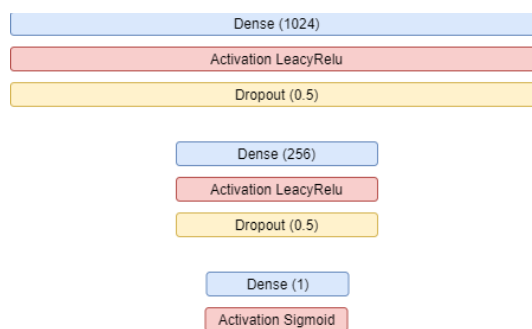 Dense (1024)
Activation LeacyRelu
Dropout (0.5)
Dense (256)
Activation LeacyRelu
Dropout (0.5)
Dense (1)
Activation Sigmoid